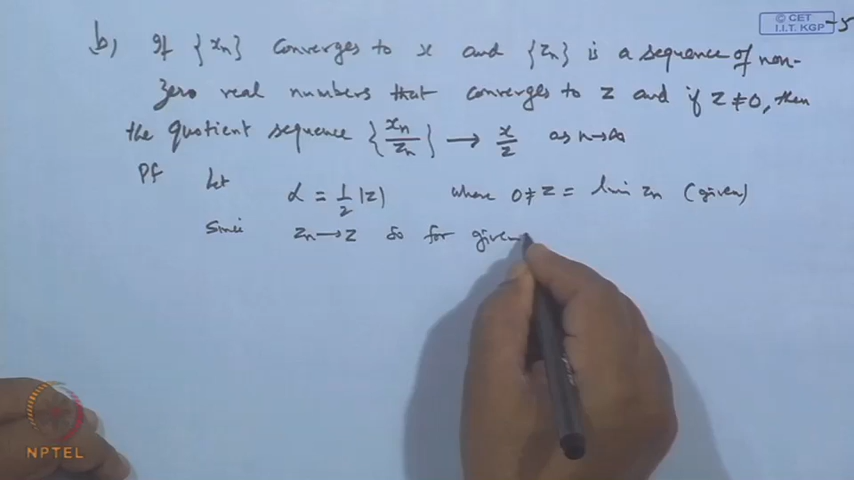 © CET
I.I.T. KGP
-5
b) If {xn} converges to x and {zn} is a sequence of non-
zero real numbers that converges to z and if z ≠ 0, then
the quotient sequence {xn/zn} → x/z as n→∞
Pf Let α = 1/2 |z| where 0 ≠ z = lim zn (given)
Since zn → z so for given
NPTEL